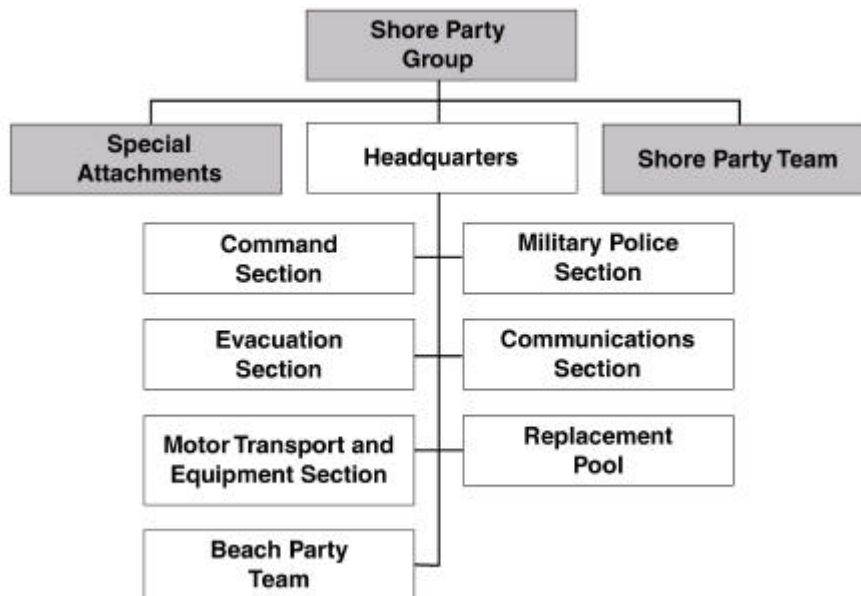 Shore Party
Group
Special
Attachments
Headquarters
Shore Party Team
Command
Section
Military Police
Section
Evacuation
Section
Communications
Section
Motor Transport and
Equipment Section
Replacement
Pool
Beach Party
Team